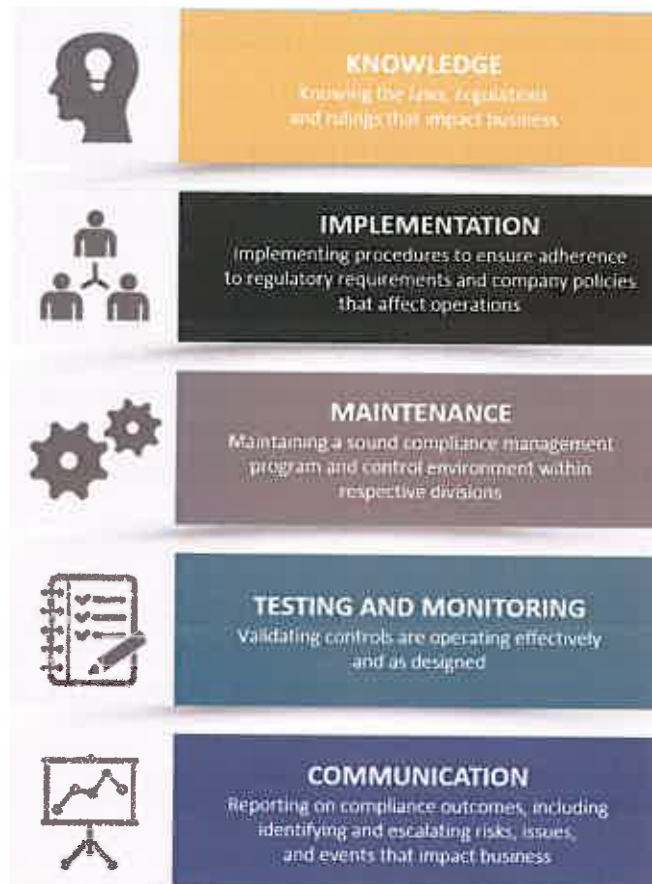 KNOWLEDGE
Knowing the laws, regulations
and rulings that impact business
IMPLEMENTATION
Implementing procedures to ensure adherence
to regulatory requirements and company policies
that affect operations
MAINTENANCE
Maintaining a sound compliance management
program and control environment within
respective divisions
TESTING AND MONITORING
Validating controls are operating effectively
and as designed
COMMUNICATION
Reporting on compliance outcomes, including
identifying and escalating risks, issues,
and events that impact business